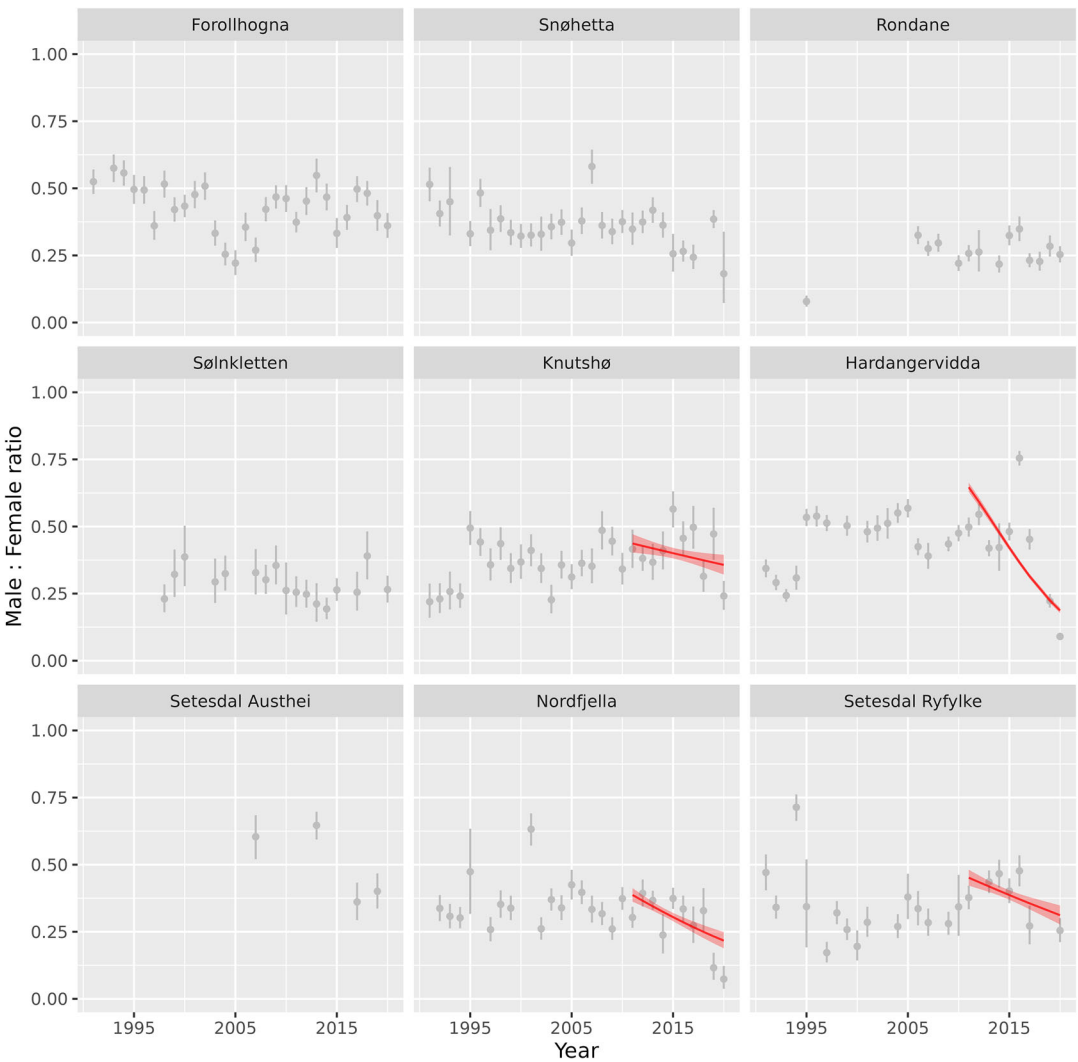 Forollhogna
Snøhetta
Rondane
1.00
0.75
0.50
0.25
0.00
Sølnkletten
Knutshø
Hardangervidda
1.00
0.75
0.50
0.25
0.00
Male : Female ratio
Setesdal Austhei
Nordfjella
Setesdal Ryfylke
1.00
0.75
0.50
0.25
0.00
1995 2005 2015
1995 2005 2015
1995 2005 2015
Year